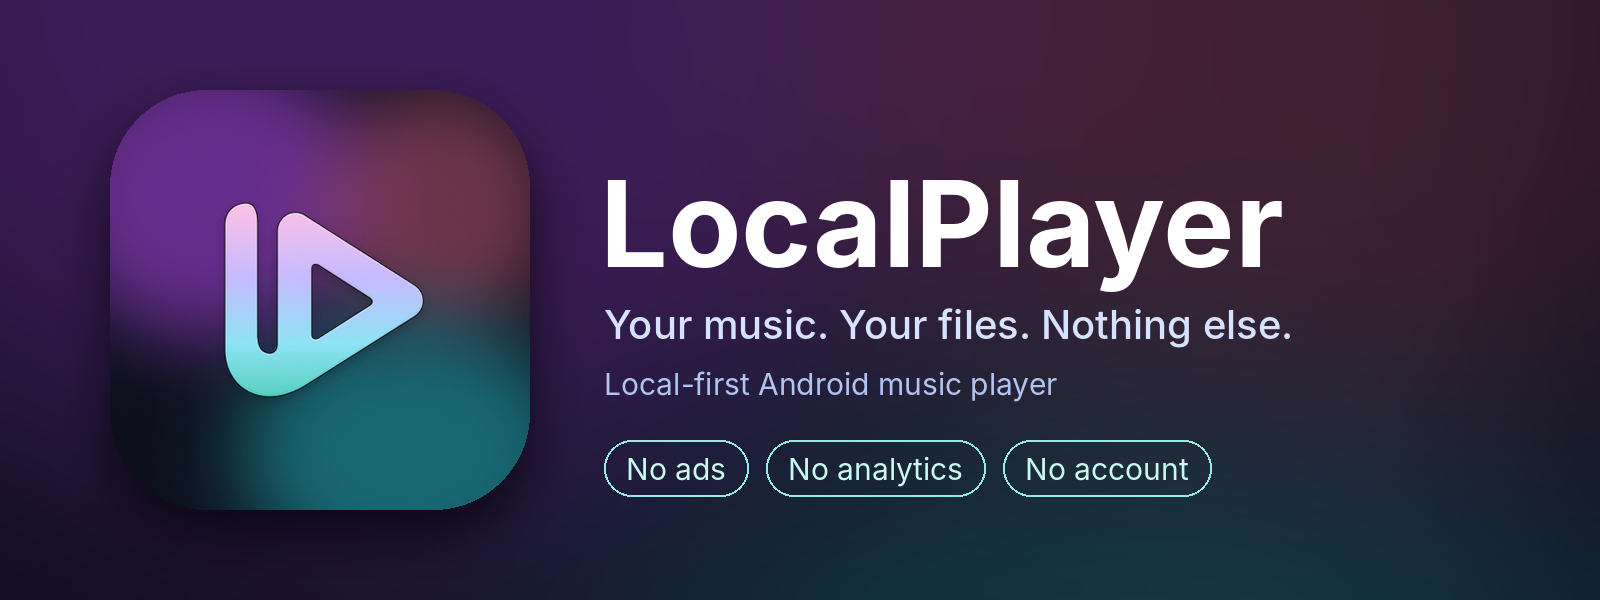 LocalPlayer
Your music. Your files. Nothing else.
Local-first Android music player
No ads No analytics No account